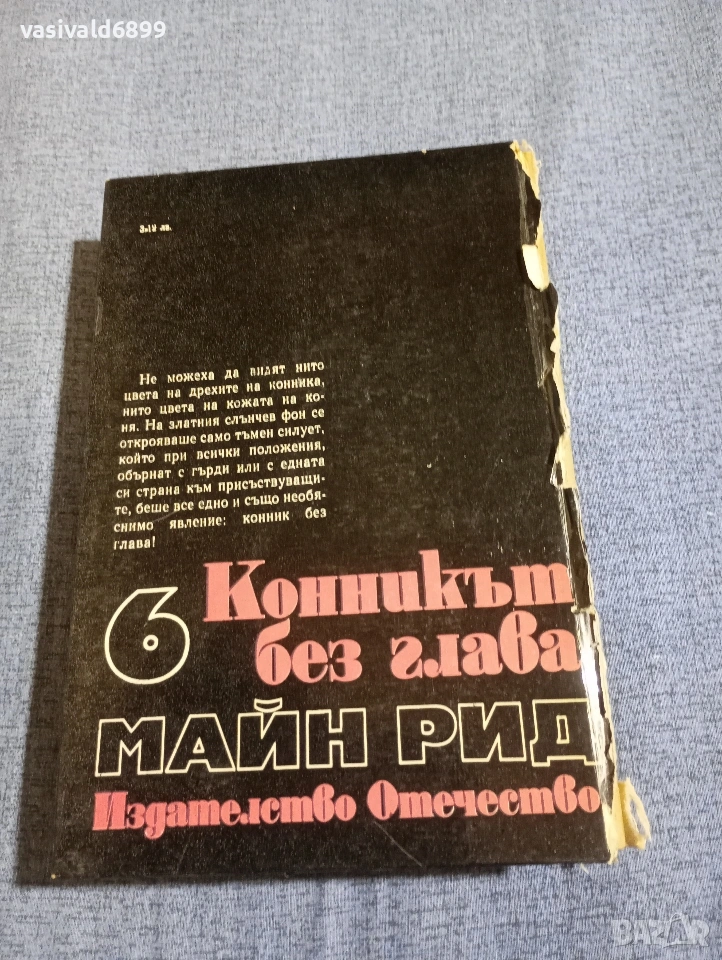 vasivald6899
3.12 лв.
Не можеха да видят нито
цвета на дрехите на конника,
нито цвета на кожата на ко-
ня. На златния слънчев фон се
открояваше само тъмен силует,
който при всички положения,
обърнат с гърди или с едната
си страна към присъствуващи-
те, беше все едно и също необя-
снимо явление: конник без
глава!
6 Конникът
без глава
МАЙН РИД
Издателство Отечество
BAZAR